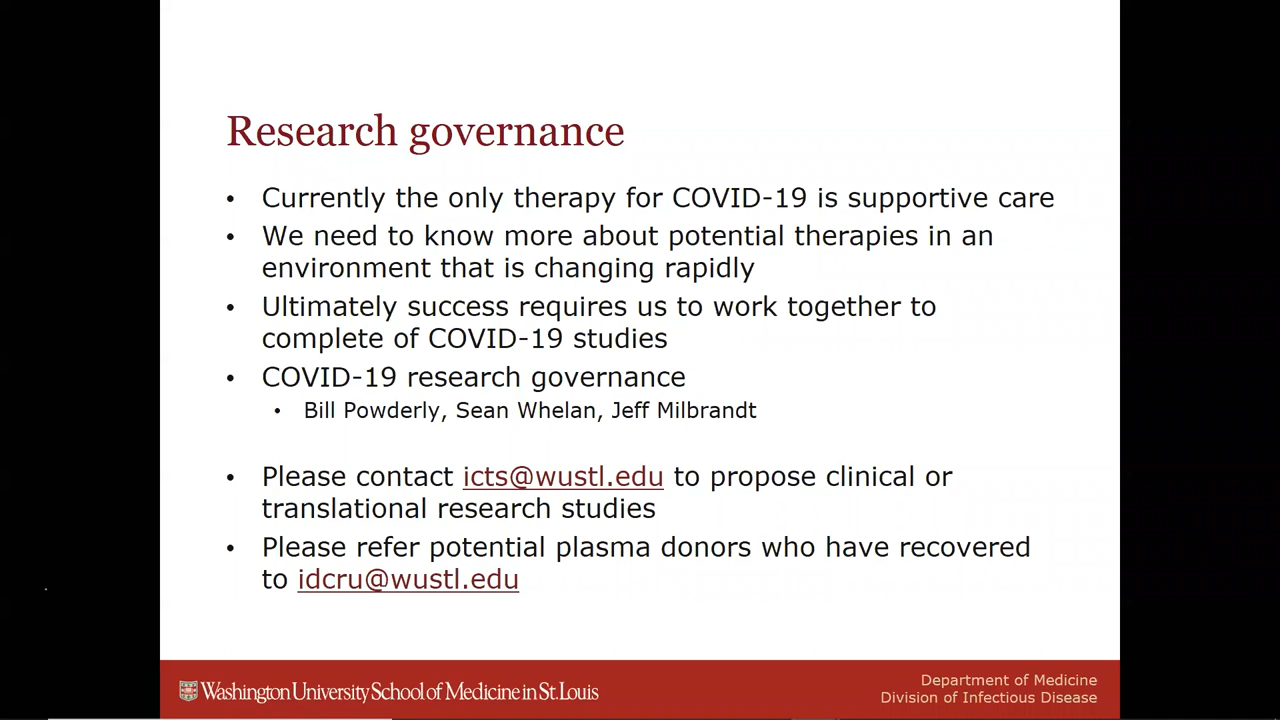 Research governance
• Currently the only therapy for COVID-19 is supportive care
• We need to know more about potential therapies in an
environment that is changing rapidly
• Ultimately success requires us to work together to
complete of COVID-19 studies
• COVID-19 research governance
• Bill Powderly, Sean Whelan, Jeff Milbrandt
• Please contact icts@wustl.edu to propose clinical or
translational research studies
• Please refer potential plasma donors who have recovered
to idcru@wustl.edu
Washington University School of Medicine in St. Louis
Department of Medicine
Division of Infectious Disease